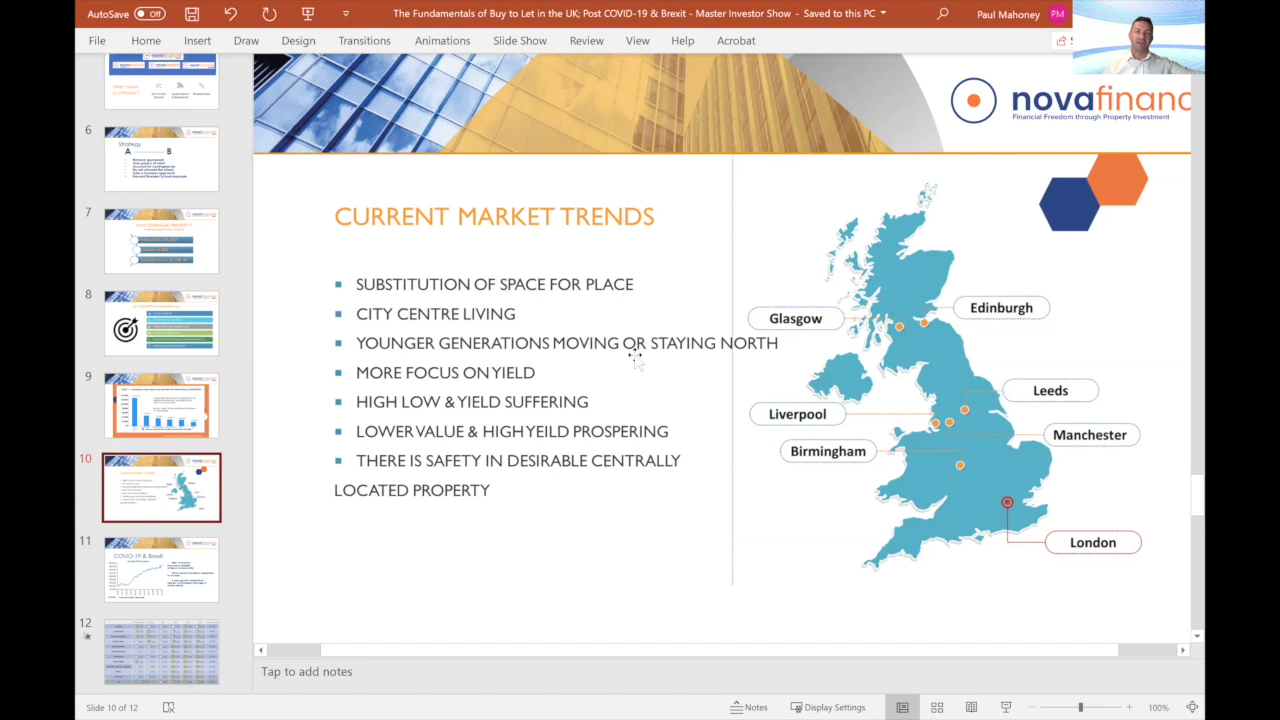 AutoSave Off
The Fundamentals of Buy to Let in the UK; Post COVID-19 & Brexit - Master Investor Show - Saved to this PC
Paul Mahoney PM
File Home Insert Draw Design Transitions Animations Slide Show Review View Help Acrobat
novafinanc
Financial Freedom through Property Investment
CURRENT MARKET TRENDS
SUBSTITUTION OF SPACE FOR PLACE
CITY CENTRE LIVING
YOUNGER GENERATIONS MOVING OR STAYING NORTH
MORE FOCUS ON YIELD
HIGH LOW & YIELD SUFFERING
LOWER VALUE & HIGH YEILD PROSPERING
THERE IS SAFETY IN DESIRABLE CENTRALLY
LOCATED PROPERTY
Glasgow
Edinburgh
Leeds
Liverpool
Manchester
Birmingham
London
6
Strategy
A B
7
8
9
10
11
COVID-19 & Brexit
12
Tap to add notes
Slide 10 of 12
Notes
Display Settings
100%